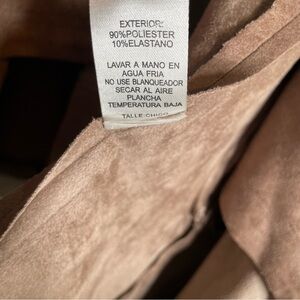 EXTERIOR:
90%POLIESTER
10%ELASTANO
LAVAR A MANO EN
AGUA FRIA
NO USE BLANQUEADOR
SECAR AL AIRE
PLANCHA
TEMPERATURA BAJA
TALLE CHICO